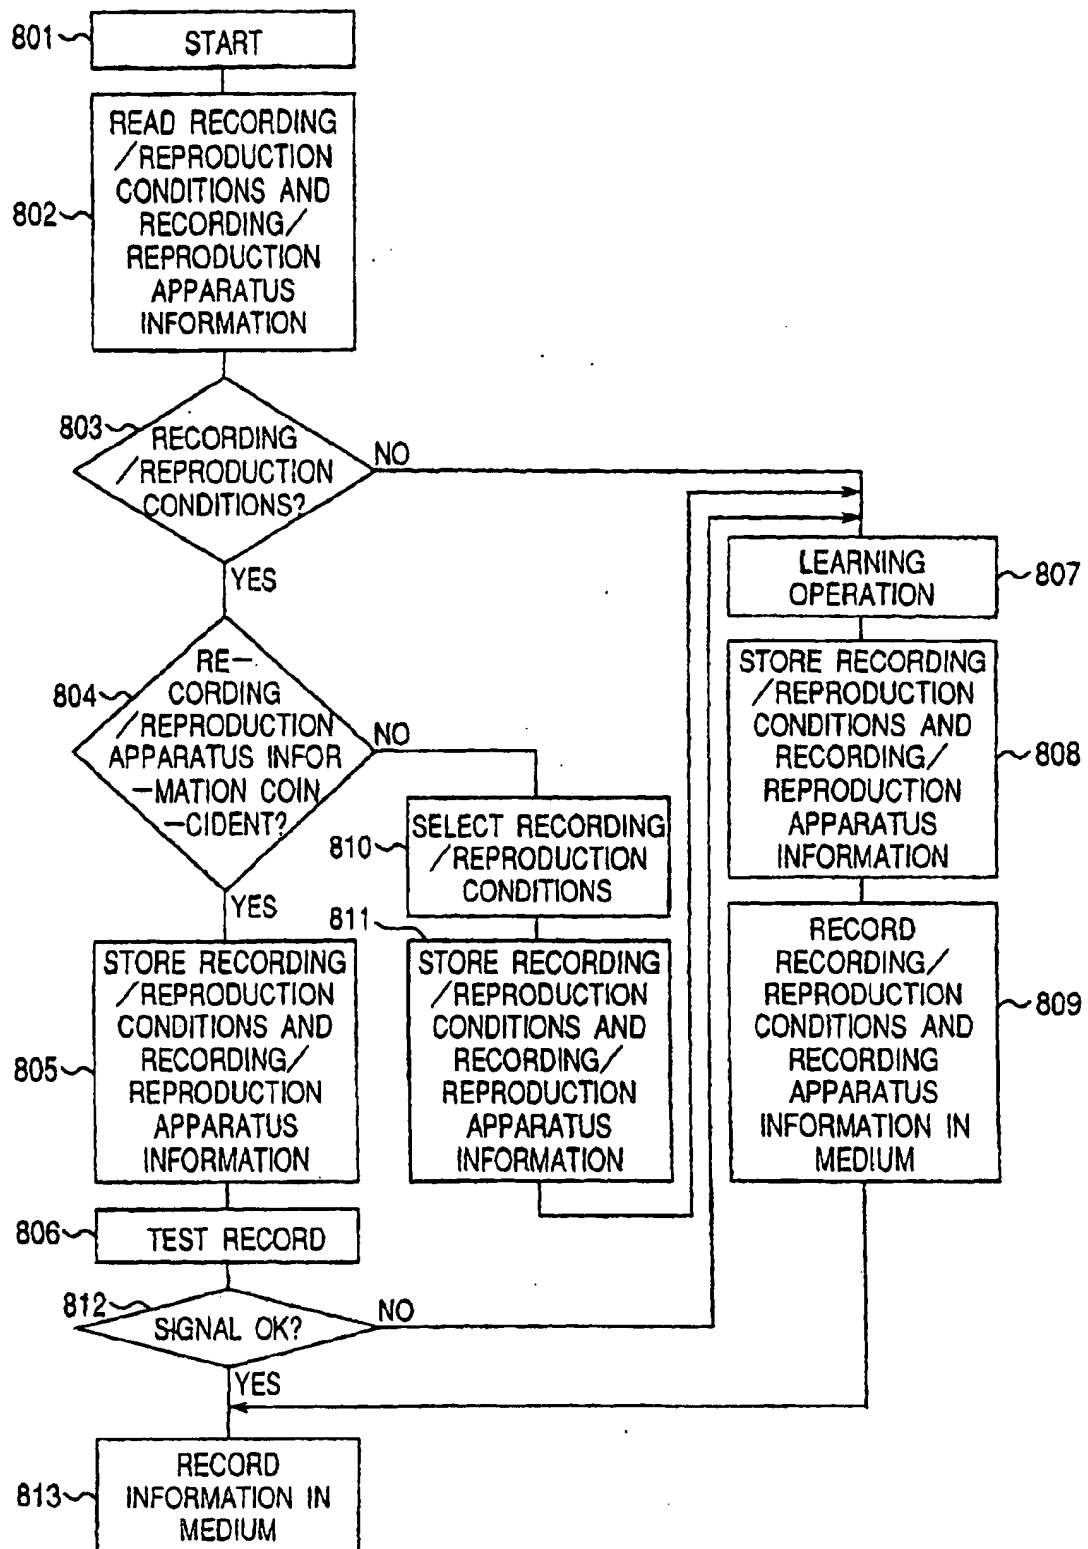 801
START
802
READ RECORDING
/REPRODUCTION
CONDITIONS AND
RECORDING/
REPRODUCTION
APPARATUS
INFORMATION
803
RECORDING
/REPRODUCTION
CONDITIONS?
NO
YES
804
RE-
CORDING
/REPRODUCTION
APPARATUS INFOR
-MATION COIN
-CIDENT?
NO
YES
805
STORE RECORDING
/REPRODUCTION
CONDITIONS AND
RECORDING/
REPRODUCTION
APPARATUS
INFORMATION
806
TEST RECORD
812
SIGNAL OK?
NO
YES
813
RECORD
INFORMATION IN
MEDIUM
810
SELECT RECORDING
/REPRODUCTION
CONDITIONS
811
STORE RECORDING
/REPRODUCTION
CONDITIONS AND
RECORDING/
REPRODUCTION
APPARATUS
INFORMATION
LEARNING
OPERATION
807
STORE RECORDING
/REPRODUCTION
CONDITIONS AND
RECORDING/
REPRODUCTION
APPARATUS
INFORMATION
808
RECORD
RECORDING/
REPRODUCTION
CONDITIONS AND
RECORDING
APPARATUS
INFORMATION IN
MEDIUM
809